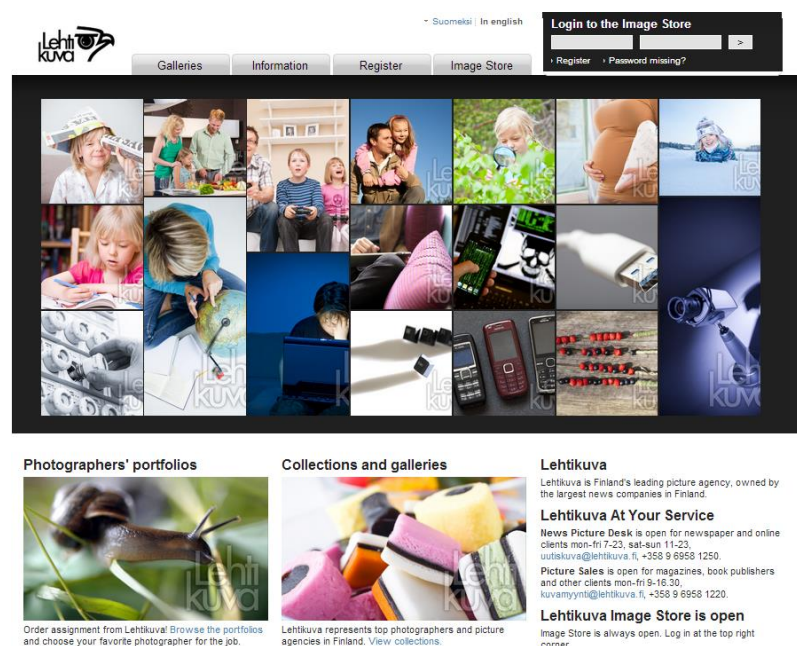 Lehti
kuva
Suomeksi | In english
Galleries
Information
Register
Image Store
Login to the Image Store
>
Register
Password missing?
Photographers' portfolios
Order assignment from Lehtikuva! Browse the portfolios
and choose your favorite photographer for the job.
Collections and galleries
Lehtikuva represents top photographers and picture
agencies in Finland. View collections.
Lehtikuva
Lehtikuva is Finland's leading picture agency, owned by
the largest news companies in Finland.
Lehtikuva At Your Service
News Picture Desk is open for newspaper and online
clients mon-fri 7-23, sat-sun 11-23,
uutiskuva@lehtikuva.fi, +358 9 6958 1250.
Picture Sales is open for magazines, book publishers
and other clients mon-fri 9-16.30,
kuvamyynti@lehtikuva.fi, +358 9 6958 1220.
Lehtikuva Image Store is open
Image Store is always open. Log in at the top right
corner